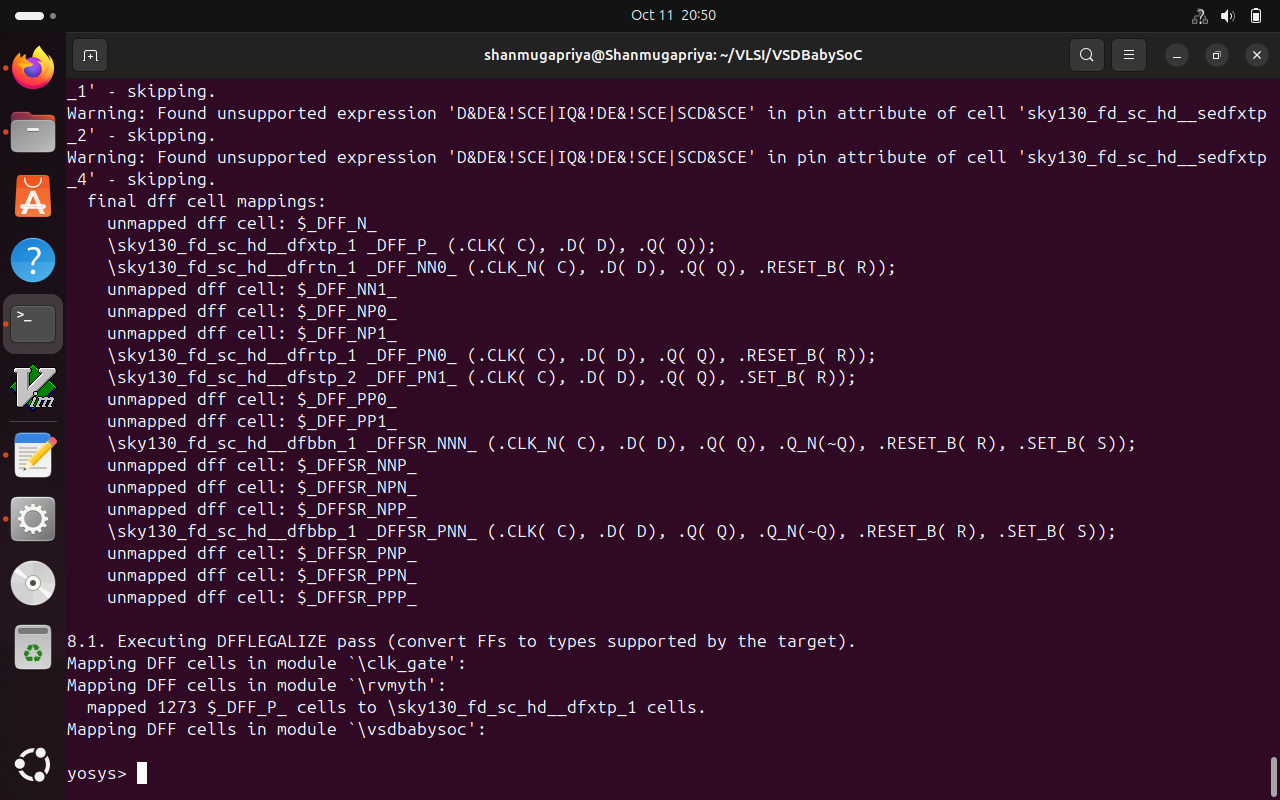 Oct 11 20:50
shanmugapriya@Shanmugapriya: ~/VLSI/VSDBabySoC
_1' - skipping.
Warning: Found unsupported expression 'D&DE&!SCE|IQ&!DE&!SCE|SCD&SCE' in pin attribute of cell 'sky130_fd_sc_hd__sedfxtp
_2' - skipping.
Warning: Found unsupported expression 'D&DE&!SCE|IQ&!DE&!SCE|SCD&SCE' in pin attribute of cell 'sky130_fd_sc_hd__sedfxtp
_4' - skipping.
  final dff cell mappings:
    unmapped dff cell: $_DFF_N_
    \sky130_fd_sc_hd__dfxtp_1 _DFF_P_ (.CLK( C), .D( D), .Q( Q));
    \sky130_fd_sc_hd__dfrtn_1 _DFF_NN0_ (.CLK_N( C), .D( D), .Q( Q), .RESET_B( R));
    unmapped dff cell: $_DFF_NN1_
    unmapped dff cell: $_DFF_NP0_
    unmapped dff cell: $_DFF_NP1_
    \sky130_fd_sc_hd__dfrtp_1 _DFF_PN0_ (.CLK( C), .D( D), .Q( Q), .RESET_B( R));
    \sky130_fd_sc_hd__dfstp_2 _DFF_PN1_ (.CLK( C), .D( D), .Q( Q), .SET_B( R));
    unmapped dff cell: $_DFF_PP0_
    unmapped dff cell: $_DFF_PP1_
    \sky130_fd_sc_hd__dfbbn_1 _DFFSR_NNN_ (.CLK_N( C), .D( D), .Q( Q), .Q_N(~Q), .RESET_B( R), .SET_B( S));
    unmapped dff cell: $_DFFSR_NNP_
    unmapped dff cell: $_DFFSR_NPN_
    unmapped dff cell: $_DFFSR_NPP_
    \sky130_fd_sc_hd__dfbbp_1 _DFFSR_PNN_ (.CLK( C), .D( D), .Q( Q), .Q_N(~Q), .RESET_B( R), .SET_B( S));
    unmapped dff cell: $_DFFSR_PNP_
    unmapped dff cell: $_DFFSR_PPN_
    unmapped dff cell: $_DFFSR_PPP_
8.1. Executing DFFLEGALIZE pass (convert FFs to types supported by the target).
Mapping DFF cells in module `\clk_gate':
Mapping DFF cells in module `\rvmyth':
  mapped 1273 $_DFF_P_ cells to \sky130_fd_sc_hd__dfxtp_1 cells.
Mapping DFF cells in module `\vsdbabysoc':
yosys>
>_
Vim